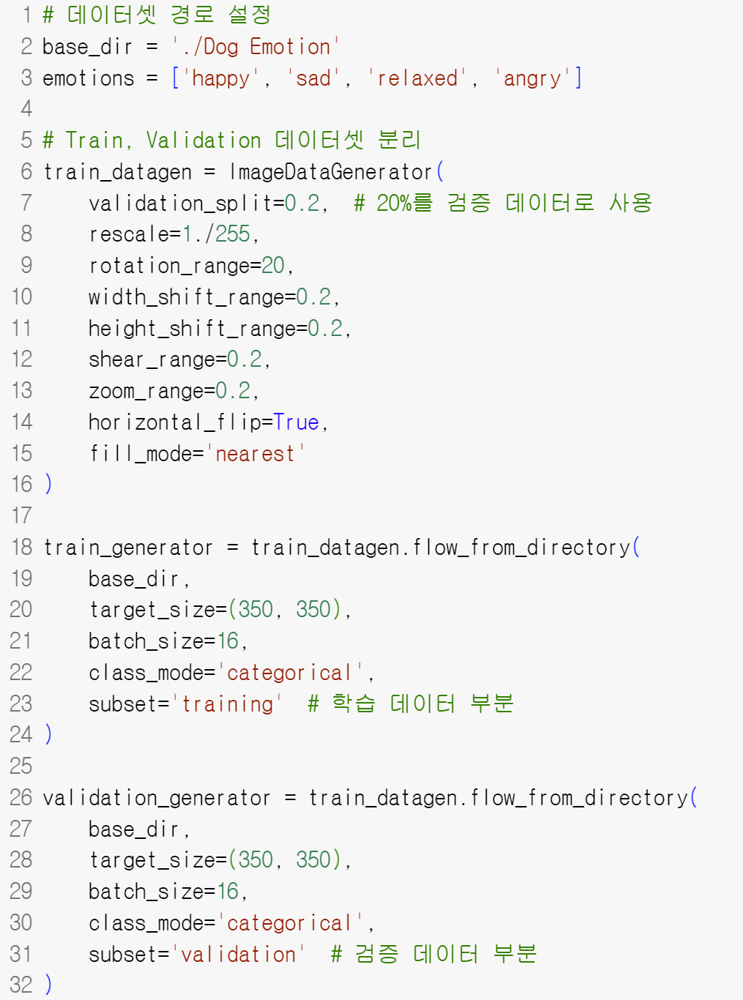 1 # 데이터셋 경로 설정
2 base_dir = './Dog Emotion'
3 emotions = ['happy', 'sad', 'relaxed', 'angry']
4
5 # Train, Validation 데이터셋 분리
6 train_datagen = ImageDataGenerator(
7     validation_split=0.2,  # 20%를 검증 데이터로 사용
8     rescale=1./255,
9     rotation_range=20,
10     width_shift_range=0.2,
11     height_shift_range=0.2,
12     shear_range=0.2,
13     zoom_range=0.2,
14     horizontal_flip=True,
15     fill_mode='nearest'
16 )
17
18 train_generator = train_datagen.flow_from_directory(
19     base_dir,
20     target_size=(350, 350),
21     batch_size=16,
22     class_mode='categorical',
23     subset='training'  # 학습 데이터 부분
24 )
25
26 validation_generator = train_datagen.flow_from_directory(
27     base_dir,
28     target_size=(350, 350),
29     batch_size=16,
30     class_mode='categorical',
31     subset='validation'  # 검증 데이터 부분
32 )